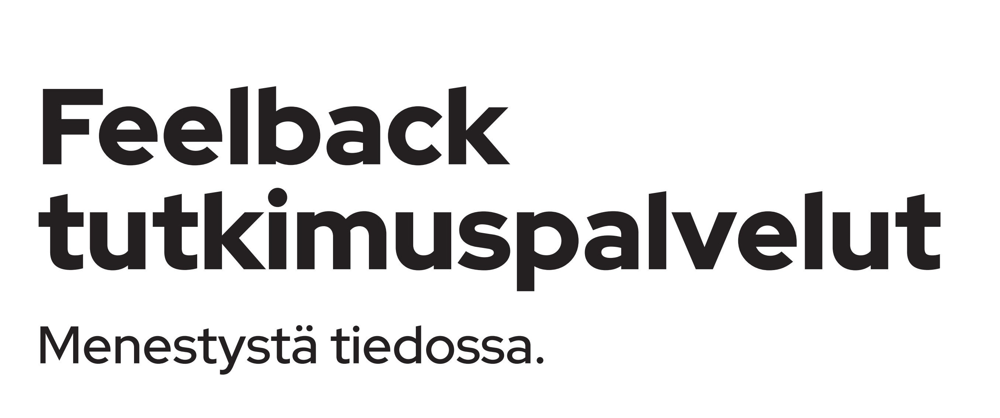 Feelback
tutkimuspalvelut
Menestystä tiedossa.